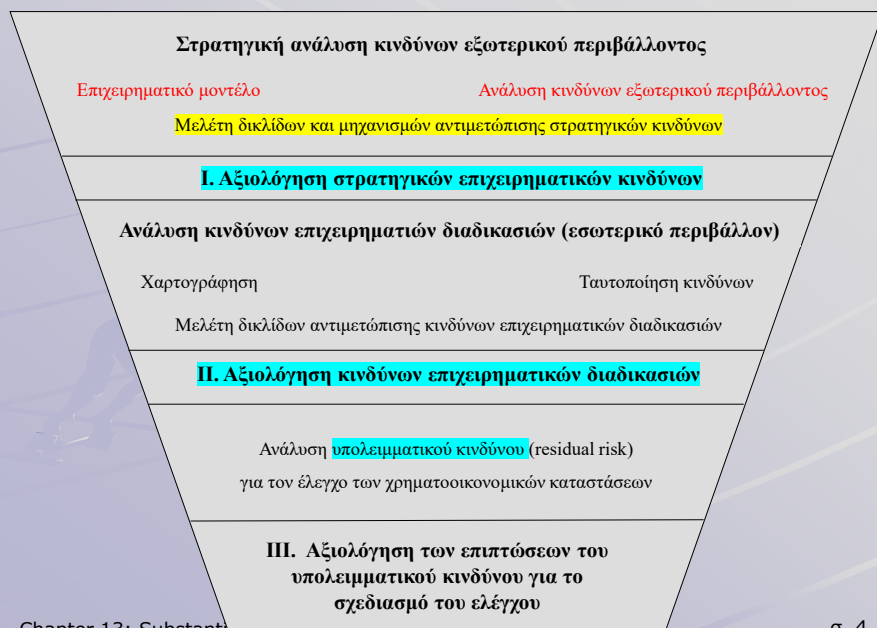 Στρατηγική ανάλυση κινδύνων εξωτερικού περιβάλλοντος
Επιχειρηματικό μοντέλο Ανάλυση κινδύνων εξωτερικού περιβάλλοντος
Μελέτη δικλίδων και μηχανισμών αντιμετώπισης στρατηγικών κινδύνων
I. Αξιολόγηση στρατηγικών επιχειρηματικών κινδύνων
Ανάλυση κινδύνων επιχειρηματιών διαδικασιών (εσωτερικό περιβάλλον)
Χαρτογράφηση Ταυτοποίηση κινδύνων
Μελέτη δικλίδων αντιμετώπισης κινδύνων επιχειρηματικών διαδικασιών
II. Αξιολόγηση κινδύνων επιχειρηματικών διαδικασιών
Ανάλυση υπολειμματικού κινδύνου (residual risk)
για τον έλεγχο των χρηματοοικονομικών καταστάσεων
III. Αξιολόγηση των επιπτώσεων του
υπολειμματικού κινδύνου για το
σχεδιασμό του ελέγχου
Chapter 13: σ. 4